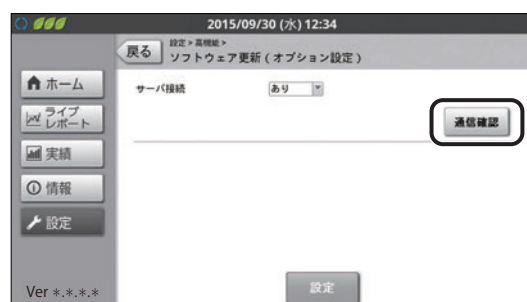 2015/09/30 (水) 12:34
戻る
設定 > 高機能 >
ソフトウェア更新 ( オプション設定 )
ホーム
ライブ
レポート
実績
情報
設定
サーバ接続
あり
通信確認
設定
Ver *.*.*.*